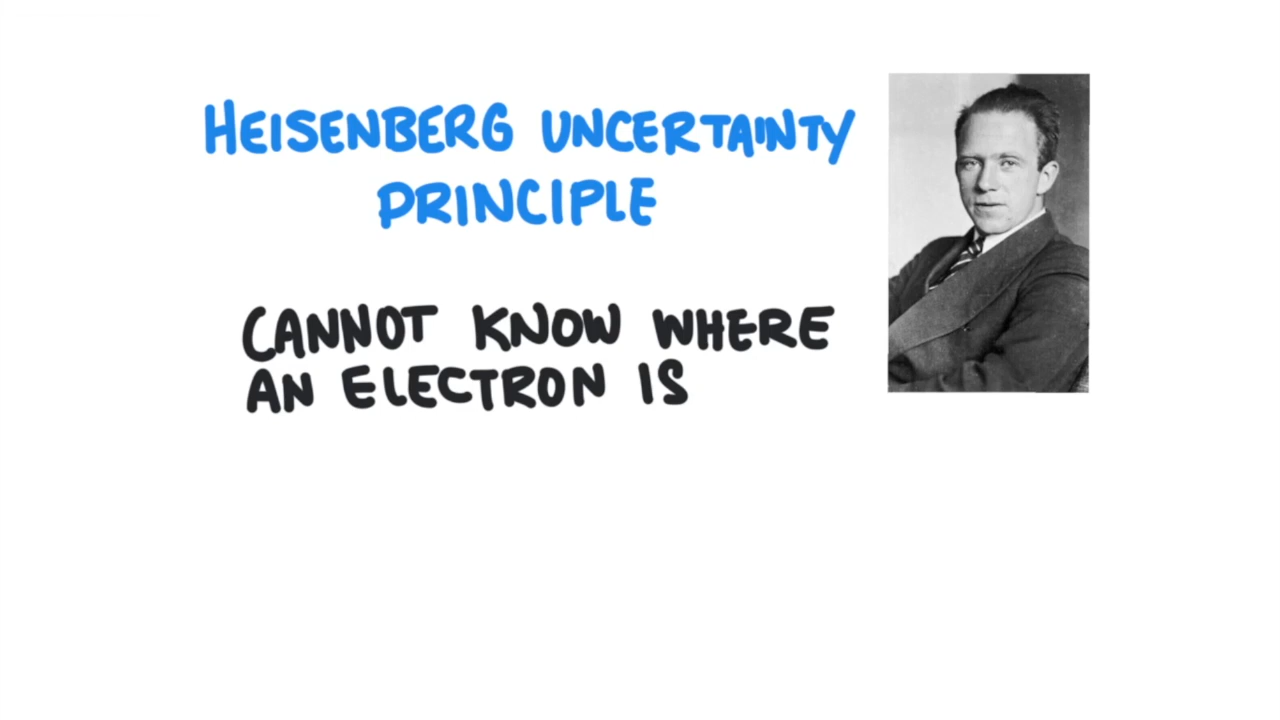 HEISENBERG UNCERTAINTY
PRINCIPLE
CANNOT KNOW WHERE
AN ELECTRON IS